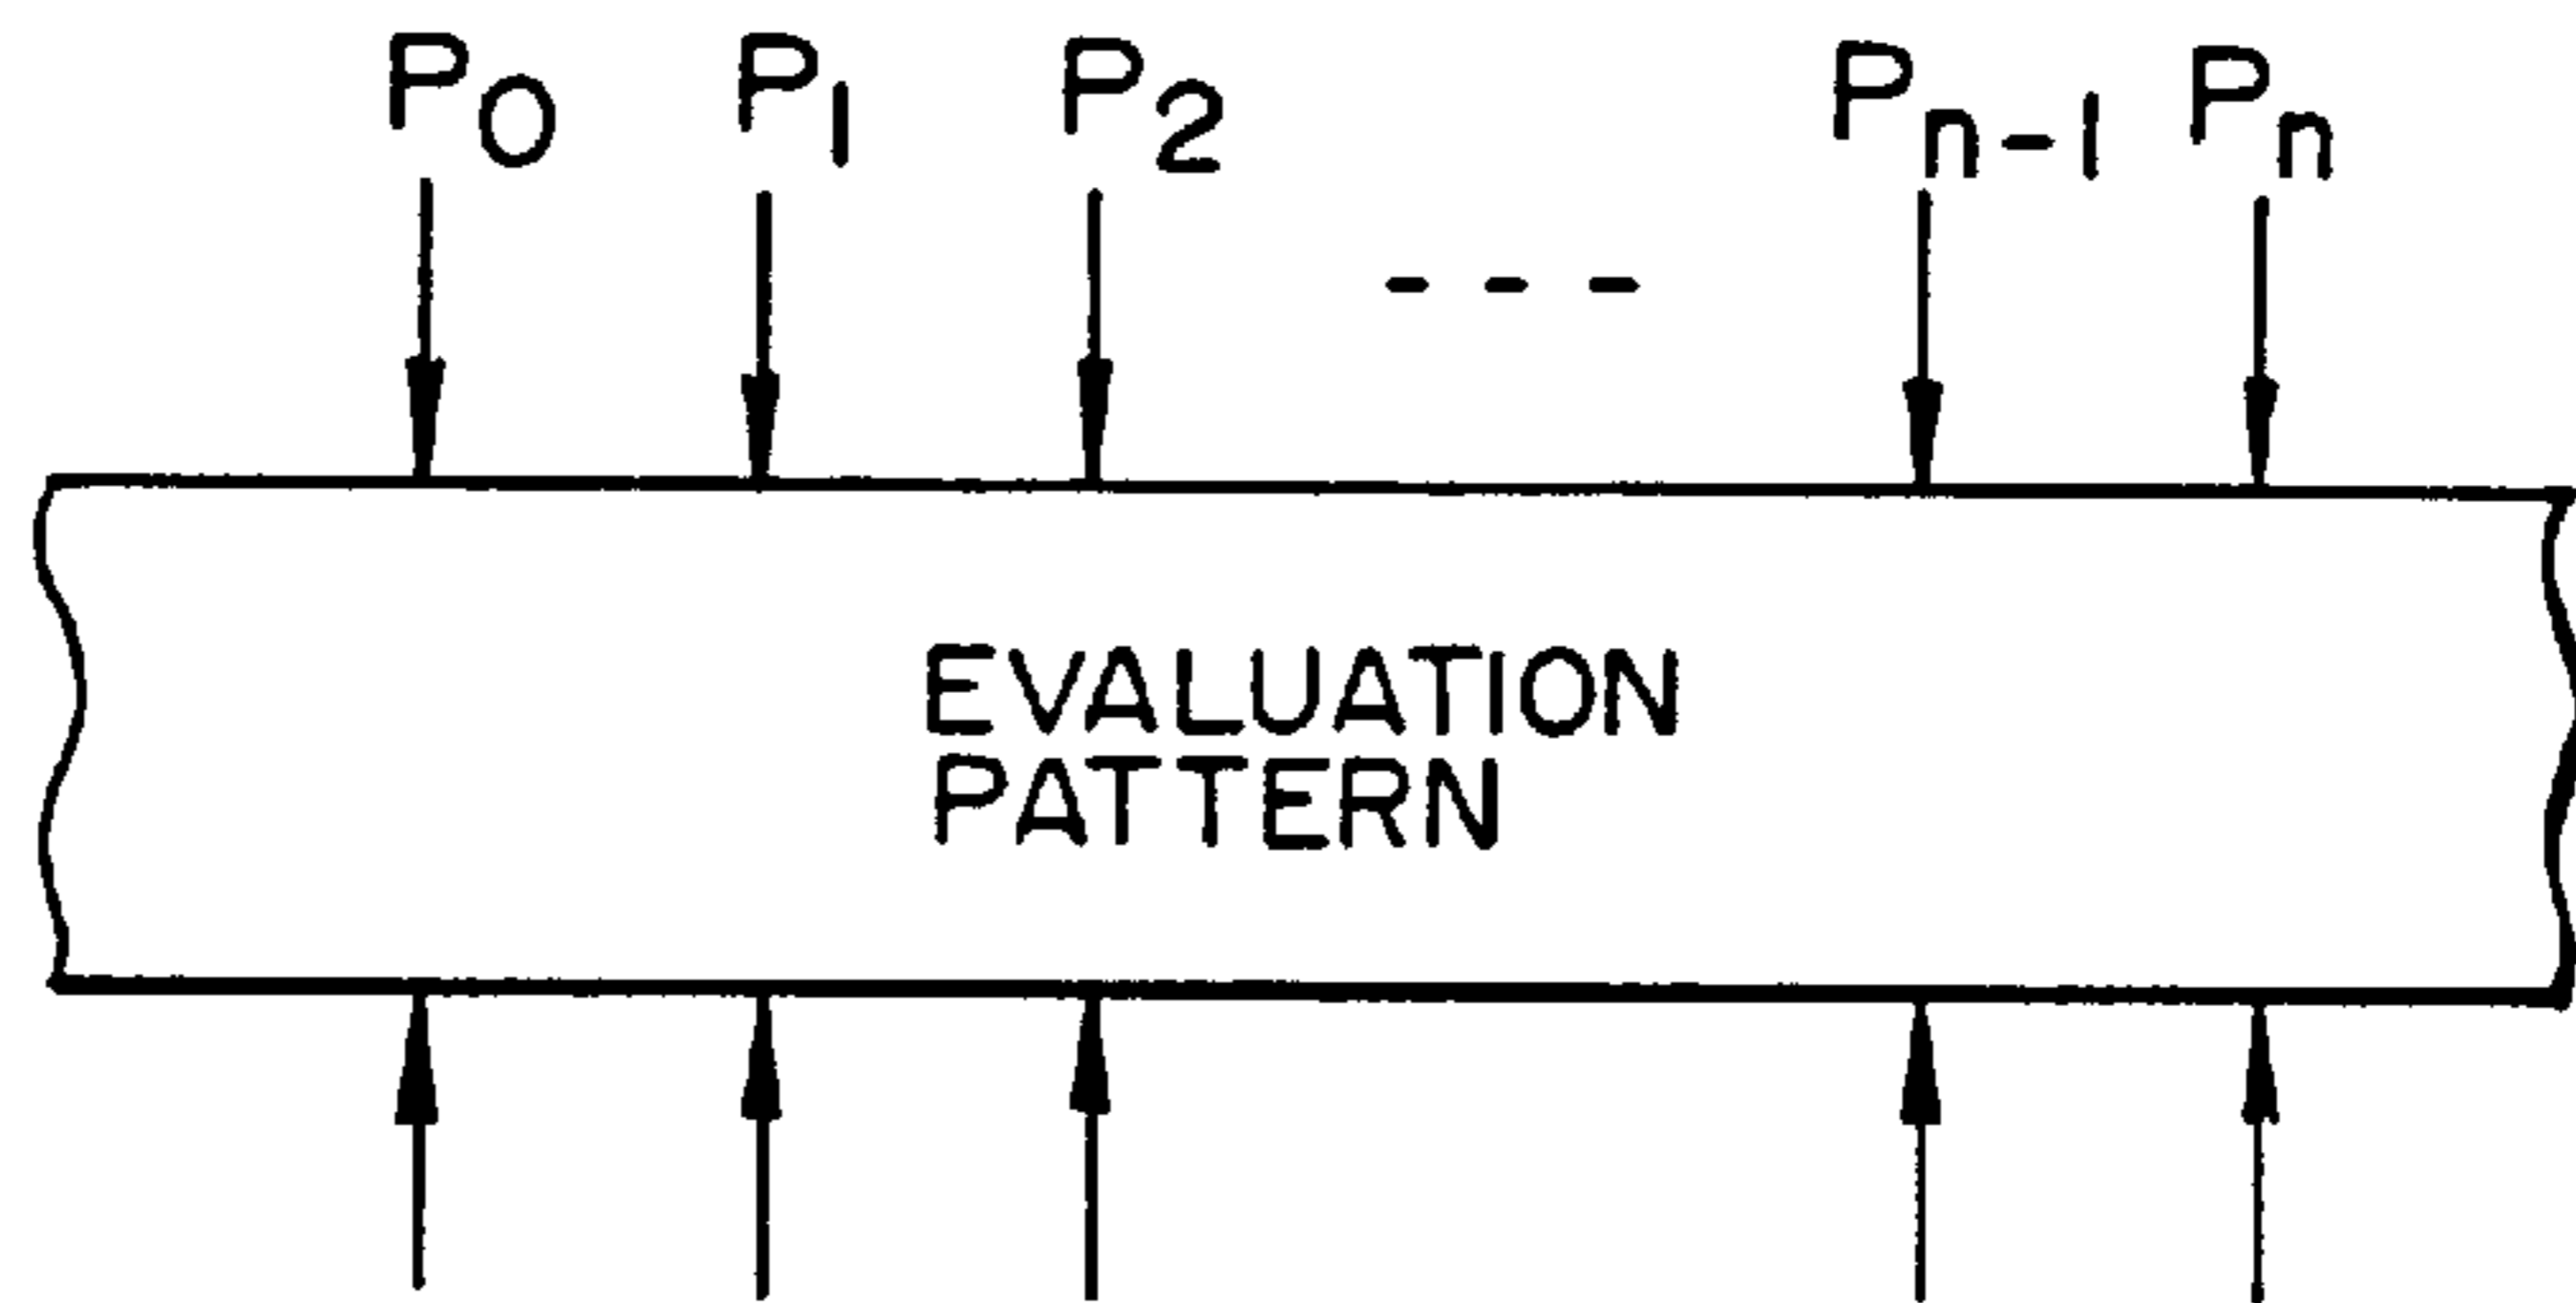 P₀ P₁ P₂ Pₙ₋₁ Pₙ
EVALUATION
PATTERN